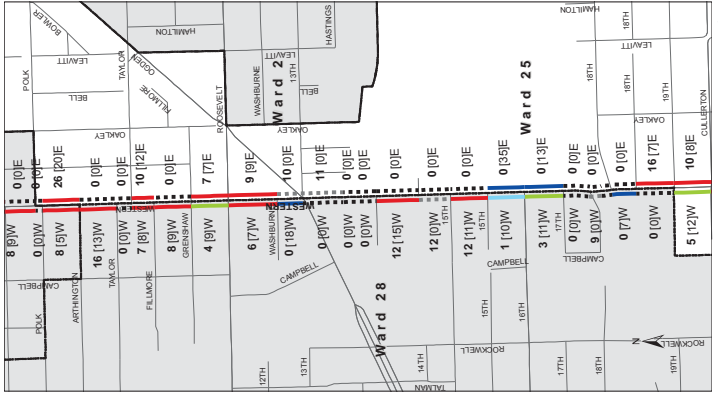 BOWLER
HAMILTON
HASTINGS
HAMILTON
18TH
LEAVITT
LEAVITT
13TH
18TH
18TH
LEAVITT
POLK
TAYLOR
OGDEN
WASHBURNE
Ward 2
BELL
FILLMORE
BELL
19TH
ROOSEVELT
Ward 25
CULLERTON
OAKLEY
OAKLEY
OAKLEY
OAKLEY
0 [0]E
0 [0]E
26 [20]E
0 [0]E
10 [12]E
0 [0]E
7 [7]E
9 [9]E
10 [0]E
11 [0]E
0 [0]E
0 [0]E
0 [0]E
0 [0]E
0 [35]E
0 [13]E
0 [0]E
0 [0]E
0 [0]E
16 [7]E
10 [8]E
WESTERN
WESTERN
8 [9]W
0 [0]W
8 [5]W
16 [13]W
0 [0]W
7 [8]W
8 [9]W
4 [9]W
6 [7]W
0 [18]W
0 [0]W
0 [0]W
0 [0]W
12 [15]W
12 [0]W
12 [11]W
1 [10]W
3 [11]W
0 [0]W
9 [0]W
0 [7]W
0 [0]W
5 [12]W
GRENSHAW
WASHBURNE
15TH
15TH
17TH
CAMPBELL
CAMPBELL
CAMPBELL
CAMPBELL
POLK
ARTHINGTON
TAYLOR
FILLMORE
Ward 28
15TH
16TH
12TH
13TH
14TH
ROCKWELL
17TH
18TH
N
19TH
ROCKWELL
TALMAN